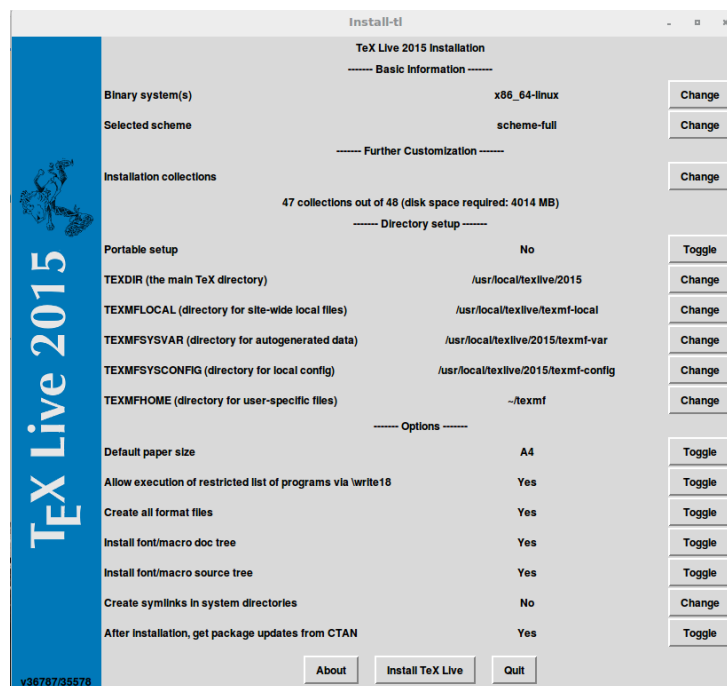 Install-tl
TeX Live 2015 Installation
------- Basic Information -------
Binary system(s) x86_64-linux Change
Selected scheme scheme-full Change
------- Further Customization -------
Installation collections Change
47 collections out of 48 (disk space required: 4014 MB)
------- Directory setup -------
Portable setup No Toggle
TEXDIR (the main TeX directory) /usr/local/texlive/2015 Change
TEXMFLOCAL (directory for site-wide local files) /usr/local/texlive/texmf-local Change
TEXMFSYSVAR (directory for autogenerated data) /usr/local/texlive/2015/texmf-var Change
TEXMFSYSCONFIG (directory for local config) /usr/local/texlive/2015/texmf-config Change
TEXMFHOME (directory for user-specific files) ~/texmf Change
------- Options -------
Default paper size A4 Toggle
Allow execution of restricted list of programs via \write18 Yes Toggle
Create all format files Yes Toggle
Install font/macro doc tree Yes Toggle
Install font/macro source tree Yes Toggle
Create symlinks in system directories No Change
After installation, get package updates from CTAN Yes Toggle
About Install TeX Live Quit
TEX Live 2015
v36787/35578